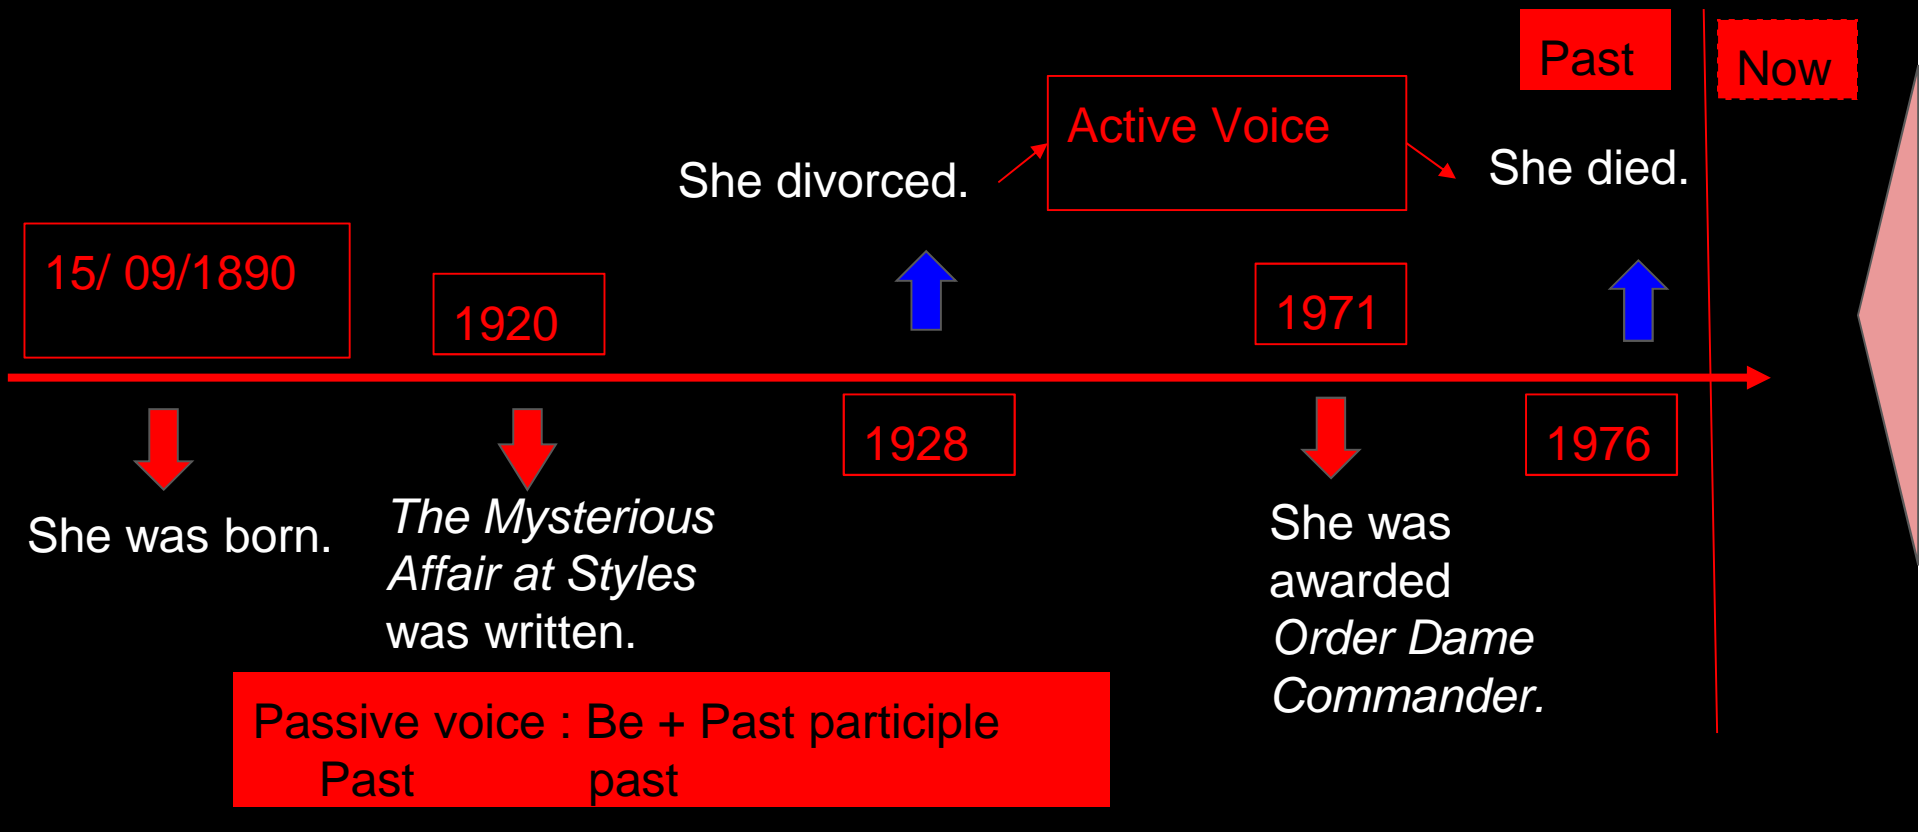 Past
Now
Active Voice
She divorced.
She died.
15/ 09/1890
1920
1971
1928
1976
She was born.
The Mysterious
Affair at Styles
was written.
She was
awarded
Order Dame
Commander.
Passive voice : Be + Past participle
Past past